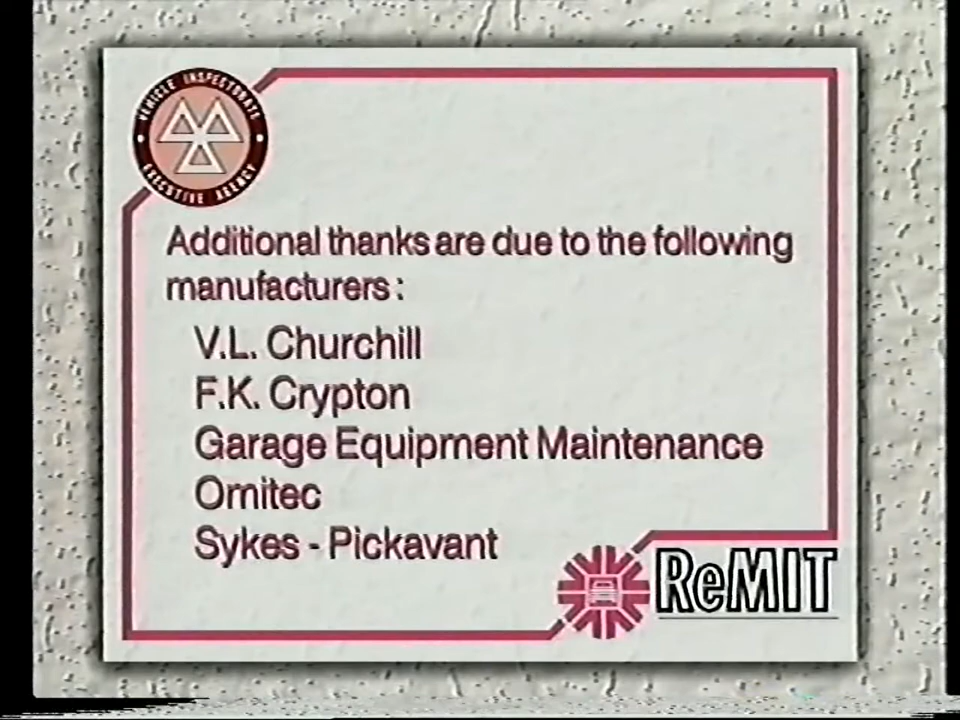 VEHICLE INSPECTORATE
EXECUTIVE AGENCY
Additional thanks are due to the following
manufacturers :
V.L. Churchill
F.K. Crypton
Garage Equipment Maintenance
Omitec
Sykes - Pickavant
ReMIT